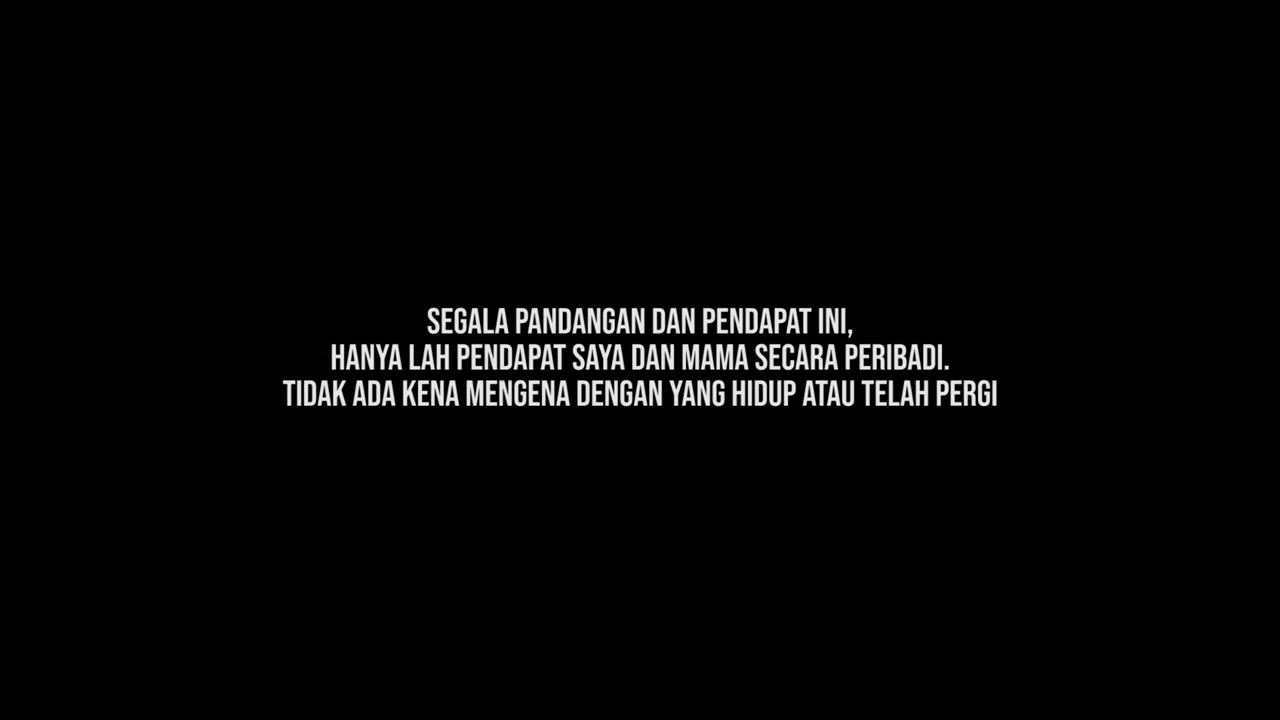 SEGALA PANDANGAN DAN PENDAPAT INI,
HANYA LAH PENDAPAT SAYA DAN MAMA SECARA PERIBADI.
TIDAK ADA KENA MENGENA DENGAN YANG HIDUP ATAU TELAH PERGI